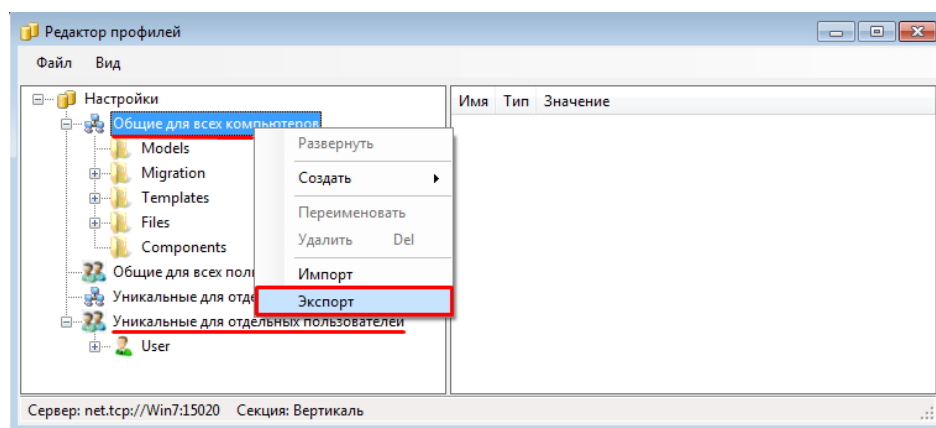 Редактор профилей
Файл Вид
Настройки
Имя Тип Значение
Общие для всех компьютеров
Models
Migration
Templates
Files
Components
Общие для всех
Уникальные для
Уникальные для отдельных пользователей
User
Развернуть
Создать
Переименовать
Удалить Del
Импорт
Экспорт
Сервер: net.tcp://Win7:15020 Секция: Вертикаль